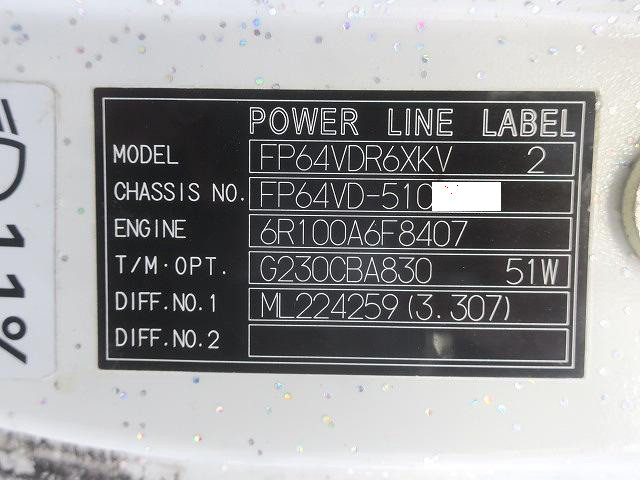 POWER LINE LABEL
MODEL FP64VDR6XKV 2
CHASSIS NO. FP64VD-510
ENGINE 6R100A6F8407
T/M·OPT. G230CBA830 51W
DIFF.NO.1 ML224259(3.307)
DIFF.NO.2
11%